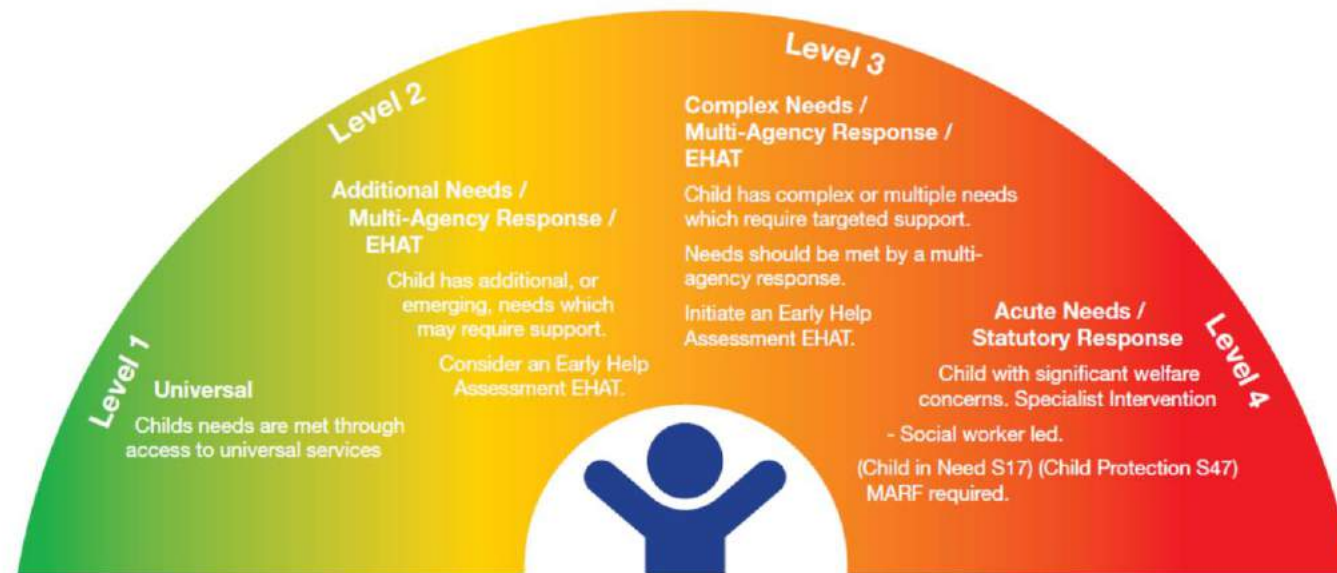 Level 1
Universal
Childs needs are met through
access to universal services
Level 2
Additional Needs /
Multi-Agency Response /
EHAT
Child has additional, or
emerging, needs which
may require support.
Consider an Early Help
Assessment EHAT.
Level 3
Complex Needs /
Multi-Agency Response /
EHAT
Child has complex or multiple needs
which require targeted support.
Needs should be met by a multi-
agency response.
Initiate an Early Help
Assessment EHAT.
Level 4
Acute Needs /
Statutory Response
Child with significant welfare
concerns. Specialist Intervention
- Social worker led.
(Child in Need S17) (Child Protection S47)
MARF required.